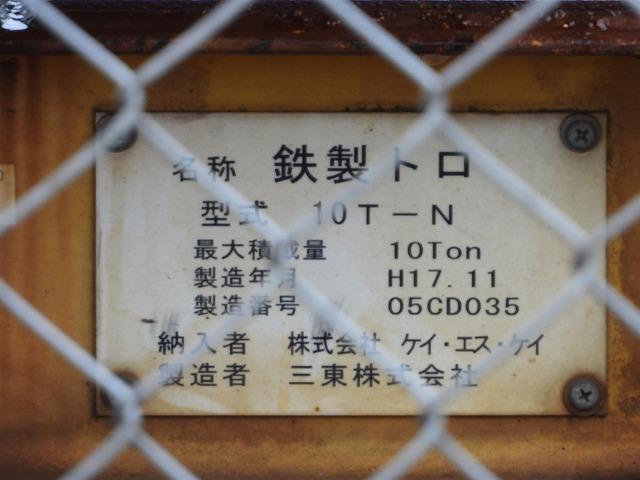 名称 鉄製トロ
型式 10T－N
最大積載量 10Ton
製造年月 H17.11
製造番号 05CD035
納入者 株式会社 ケイ・エス・ケイ
製造者 三東株式会社